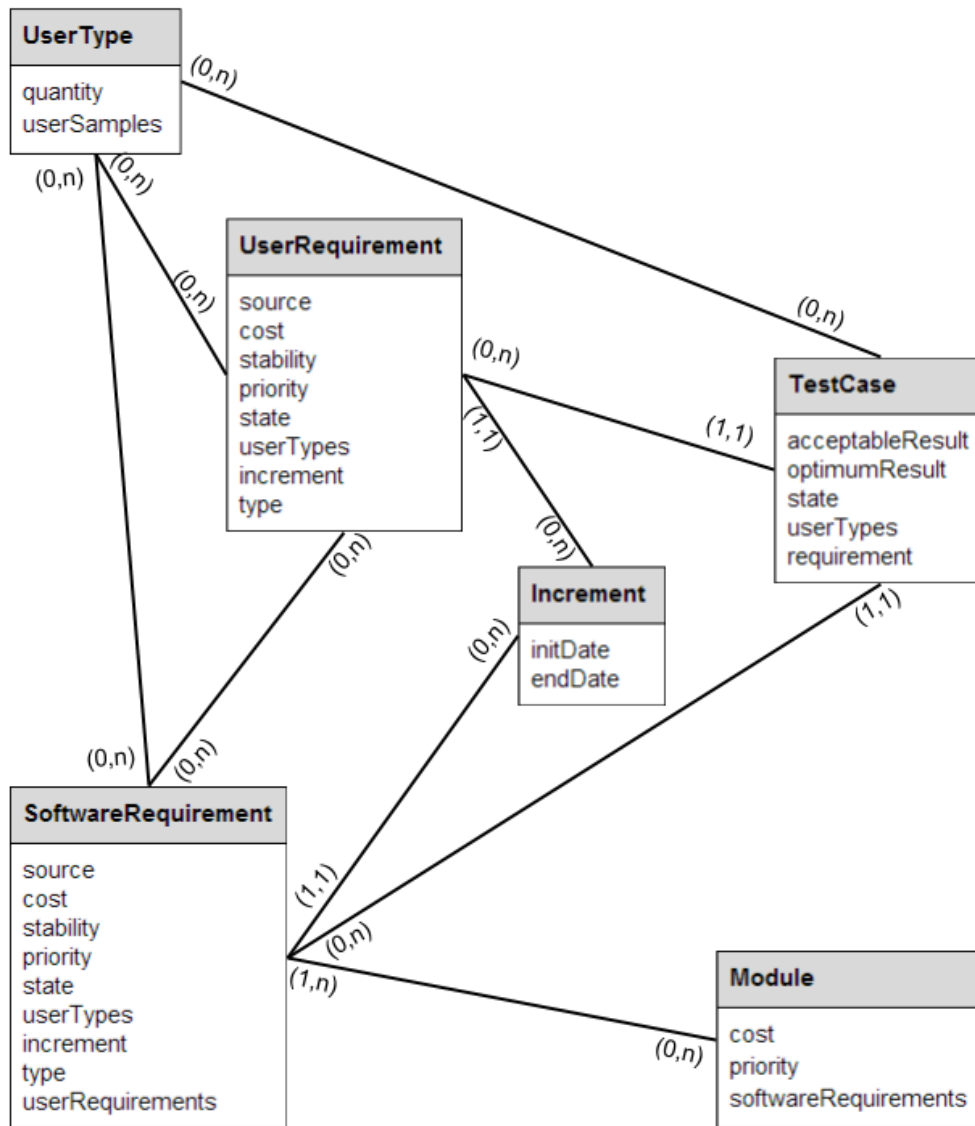 UserType
quantity
userSamples
(0,n)
(0,n)
(0,n)
UserRequirement
source
cost
stability
priority
state
userTypes
increment
type
(0,n)
(0,n)
(0,n)
(1,1)
(1,1)
(0,n)
(0,n)
TestCase
acceptableResult
optimumResult
state
userTypes
requirement
(1,1)
Increment
initDate
endDate
(0,n)
(0,n)
(0,n)
SoftwareRequirement
source
cost
stability
priority
state
userTypes
increment
type
userRequirements
(1,1)
(0,n)
(1,n)
(0,n)
Module
cost
priority
softwareRequirements